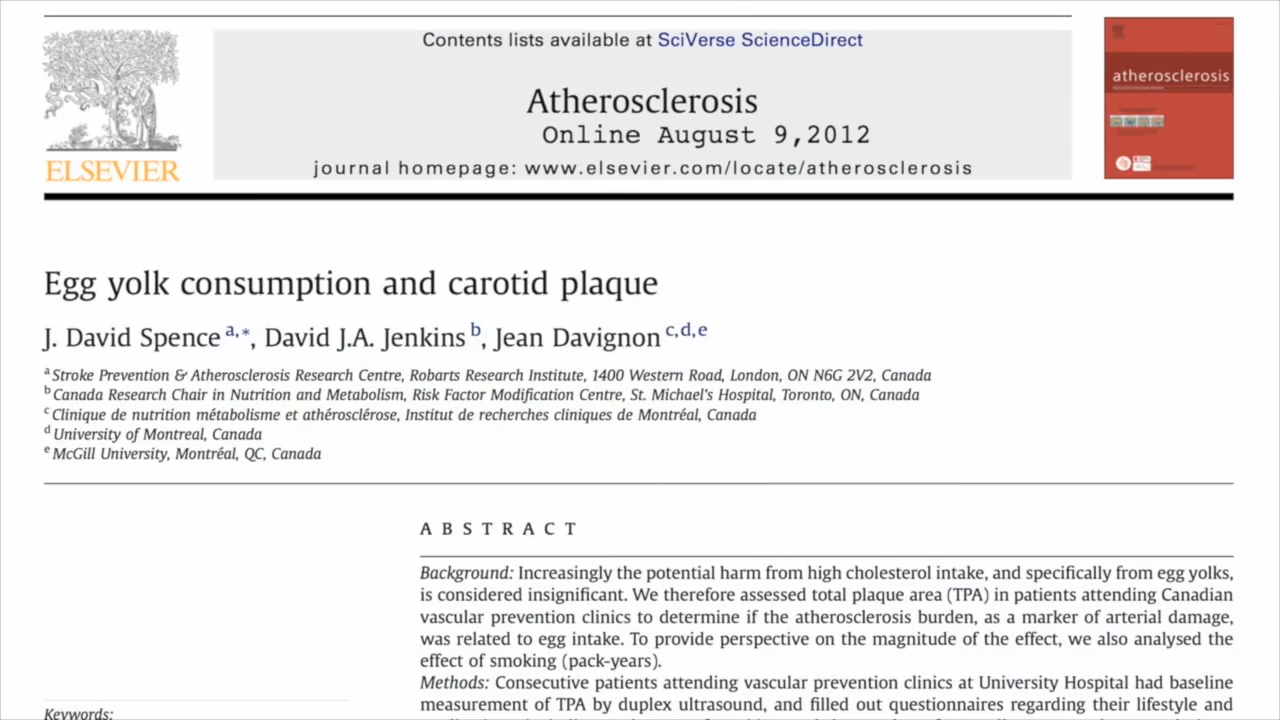 Contents lists available at SciVerse ScienceDirect
Atherosclerosis
Online August 9,2012
journal homepage: www.elsevier.com/locate/atherosclerosis
ELSEVIER
atherosclerosis
Egg yolk consumption and carotid plaque
J. David Spence a,*, David J.A. Jenkins b, Jean Davignon c,d,e
a Stroke Prevention & Atherosclerosis Research Centre, Robarts Research Institute, 1400 Western Road, London, ON N6G 2V2, Canada
b Canada Research Chair in Nutrition and Metabolism, Risk Factor Modification Centre, St. Michael's Hospital, Toronto, ON, Canada
c Clinique de nutrition métabolisme et athérosclérose, Institut de recherches cliniques de Montréal, Canada
d University of Montreal, Canada
e McGill University, Montréal, QC, Canada
ABSTRACT
Background: Increasingly the potential harm from high cholesterol intake, and specifically from egg yolks,
is considered insignificant. We therefore assessed total plaque area (TPA) in patients attending Canadian
vascular prevention clinics to determine if the atherosclerosis burden, as a marker of arterial damage,
was related to egg intake. To provide perspective on the magnitude of the effect, we also analysed the
effect of smoking (pack-years).
Methods: Consecutive patients attending vascular prevention clinics at University Hospital had baseline
measurement of TPA by duplex ultrasound, and filled out questionnaires regarding their lifestyle and
Keywords: